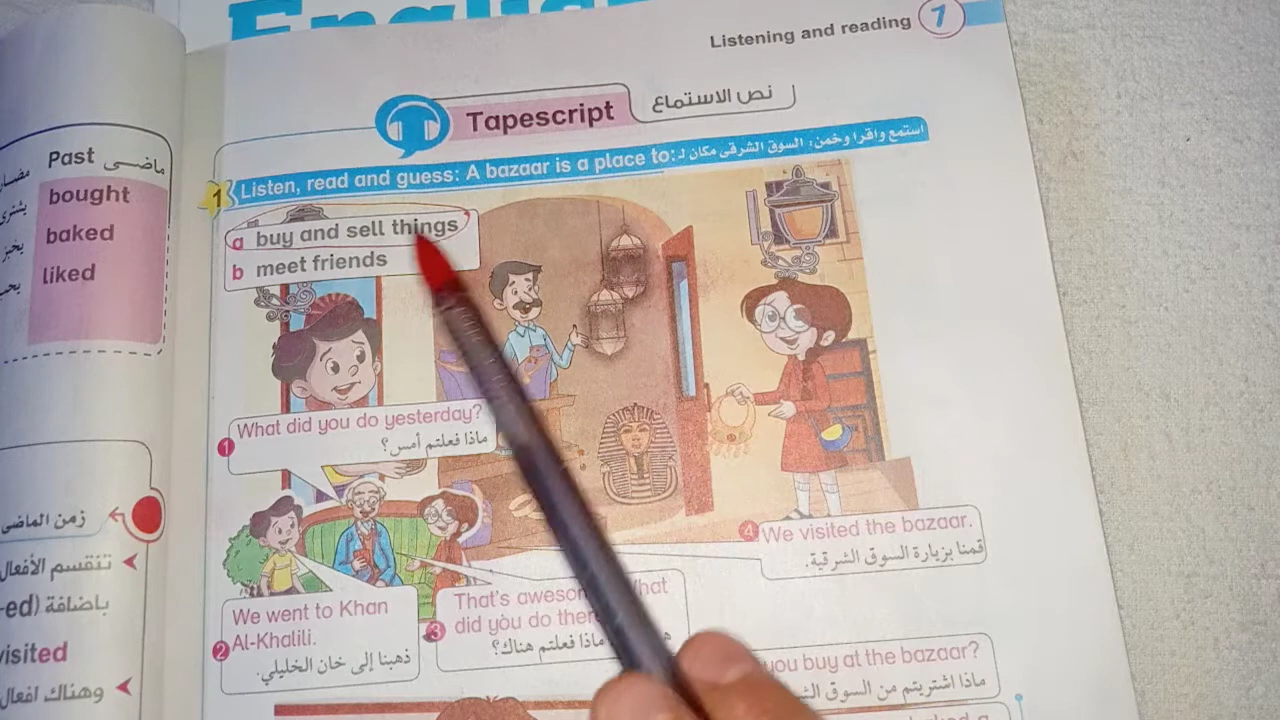 English
Listening and reading 7
Tapescript
نص الاستماع
1 Listen, read and guess: A bazaar is a place to: استمع واقرأ وخمن: السوق الشرقى مكان لـ
a buy and sell things
b meet friends
Past ماضى
bought يشترى
baked يخبز
liked
1 What did you do yesterday?
ماذا فعلتم أمس؟
2 We went to Khan
Al-Khalili.
ذهبنا إلى خان الخليلي.
3 That's
did you do
ماذا فعلتم هناك؟
4 We visited the bazaar.
قمنا بزيارة السوق الشرقية.
you buy at the bazaar?
ماذا اشتريتم من السوق
زمن الماضى
تنقسم الأفعال
باضافة (ed-
visited
وهناك افعال